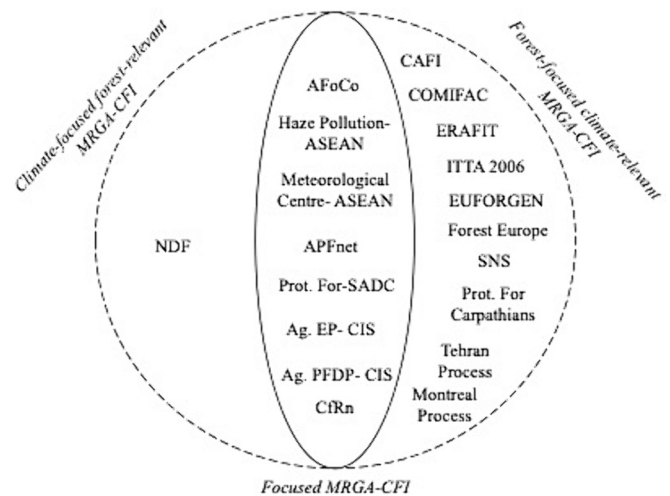 Climate-focused forest-relevant
MRGA-CFI
Forest-focused climate-relevant
MRGA-CFI
NDF
AFoCo
Haze Pollution-
ASEAN
Meteorological
Centre- ASEAN
APFnet
Prot. For-SADC
Ag. EP- CIS
Ag. PFDP- CIS
CfRn
CAFI
COMIFAC
ERAFIT
ITTA 2006
EUFORGEN
Forest Europe
SNS
Prot. For
Carpathians
Tehran
Process
Montreal
Process
Focused MRGA-CFI